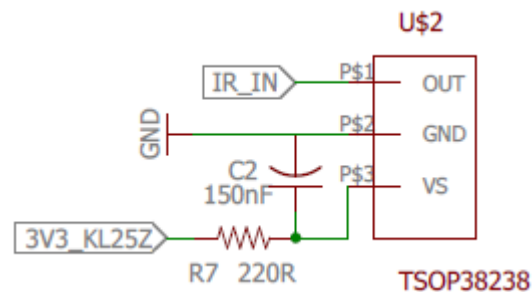 U$2
IR_IN
P$1
OUT
GND
P$2
GND
C2
150nF
P$3
VS
3V3_KL25Z
R7 220R
TSOP38238